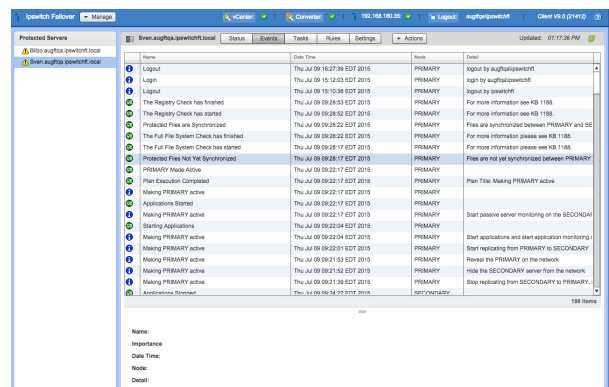 Ipswitch Failover Manage vCenter: Converter: 192.168.180.35: Logout augftqa\ipswitchft Client V9.0 (21412)
Protected Servers
Bilbo.augftqa.ipswitchft.local
Sven.augftqa.ipswitchft.local
Sven.augftqa.ipswitchft.local Status Events Tasks Rules Settings Actions Updated: 01:17:36 PM
Name Date Time Node Detail
Logout Thu Jul 09 16:27:39 EDT 2015 PRIMARY logout by augftqa\ipswitchft
Login Thu Jul 09 15:12:03 EDT 2015 PRIMARY login by augftqa\ipswitchft
Logout Thu Jul 09 15:10:38 EDT 2015 PRIMARY logout by ipswitchft
The Registry Check has finished Thu Jul 09 09:28:53 EDT 2015 PRIMARY For more information see KB 1188.
The Registry Check has started Thu Jul 09 09:28:52 EDT 2015 PRIMARY For more information see KB 1188.
Protected Files are Synchronized Thu Jul 09 09:28:22 EDT 2015 PRIMARY Files are synchronized between PRIMARY and SE
The Full File System Check has finished Thu Jul 09 09:28:22 EDT 2015 PRIMARY For more information please see KB 1188.
The Full File System Check has started Thu Jul 09 09:28:17 EDT 2015 PRIMARY For more information please see KB 1188.
Protected Files Not Yet Synchronized Thu Jul 09 09:28:17 EDT 2015 PRIMARY Files are not yet synchronized between PRIMARY
PRIMARY Made Active Thu Jul 09 09:22:17 EDT 2015 PRIMARY
Plan Execution Completed Thu Jul 09 09:22:17 EDT 2015 PRIMARY Plan Title: Making PRIMARY active
Making PRIMARY active Thu Jul 09 09:22:17 EDT 2015 PRIMARY
Applications Started Thu Jul 09 09:22:17 EDT 2015 PRIMARY
Making PRIMARY active Thu Jul 09 09:22:17 EDT 2015 PRIMARY Start passive server monitoring on the SECONDAR
Starting Applications Thu Jul 09 09:22:04 EDT 2015 PRIMARY
Making PRIMARY active Thu Jul 09 09:22:04 EDT 2015 PRIMARY Start applications and start application monitoring
Making PRIMARY active Thu Jul 09 09:22:01 EDT 2015 PRIMARY Start replicating from PRIMARY to SECONDARY
Making PRIMARY active Thu Jul 09 09:21:53 EDT 2015 PRIMARY Reveal the PRIMARY on the network
Making PRIMARY active Thu Jul 09 09:21:52 EDT 2015 PRIMARY Hide the SECONDARY server from the network
Making PRIMARY active Thu Jul 09 09:21:39 EDT 2015 PRIMARY Stop replicating from SECONDARY to PRIMARY,
Applications Stopped Thu Jul 09 09:24:27 EDT 2015 SECONDARY
199 items
Name:
Importance
Date Time:
Node:
Detail: